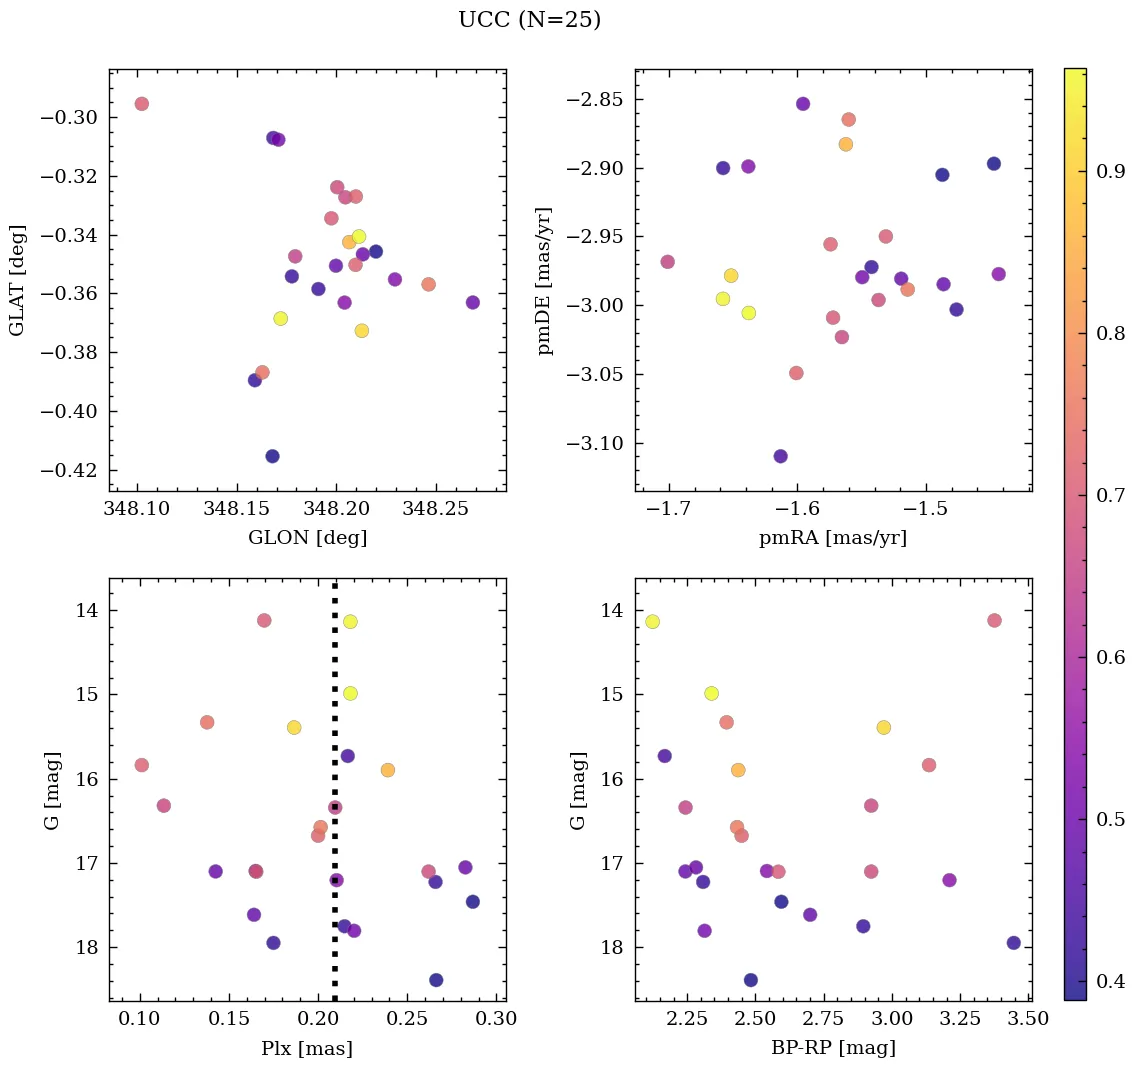 UCC (N=25)
−0.30
−0.32
−0.34
−0.36
−0.38
−0.40
−0.42
GLAT [deg]
348.10 348.15 348.20 348.25
GLON [deg]
−2.85
−2.90
−2.95
−3.00
−3.05
−3.10
pmDE [mas/yr]
−1.7 −1.6 −1.5
pmRA [mas/yr]
14
15
16
17
18
G [mag]
0.10 0.15 0.20 0.25 0.30
Plx [mas]
14
15
16
17
18
G [mag]
2.25 2.50 2.75 3.00 3.25 3.50
BP-RP [mag]
0.9
0.8
0.7
0.6
0.5
0.4